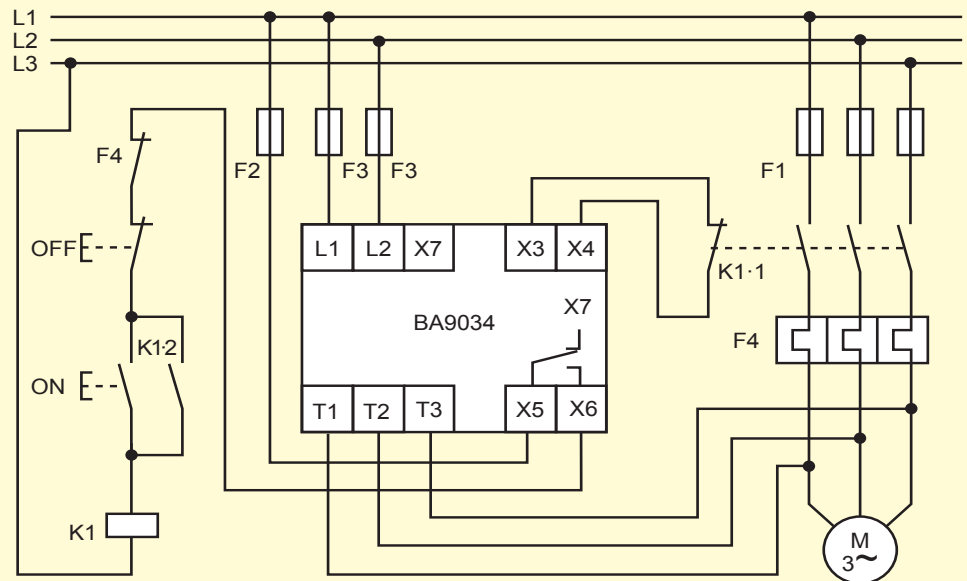 L1
L2
L3
F4
F2
F3
F3
F1
OFF
L1 L2 X7 X3 X4
K1·1
X7
BA9034
F4
K1·2
ON
T1 T2 T3 X5 X6
K1
M
3~